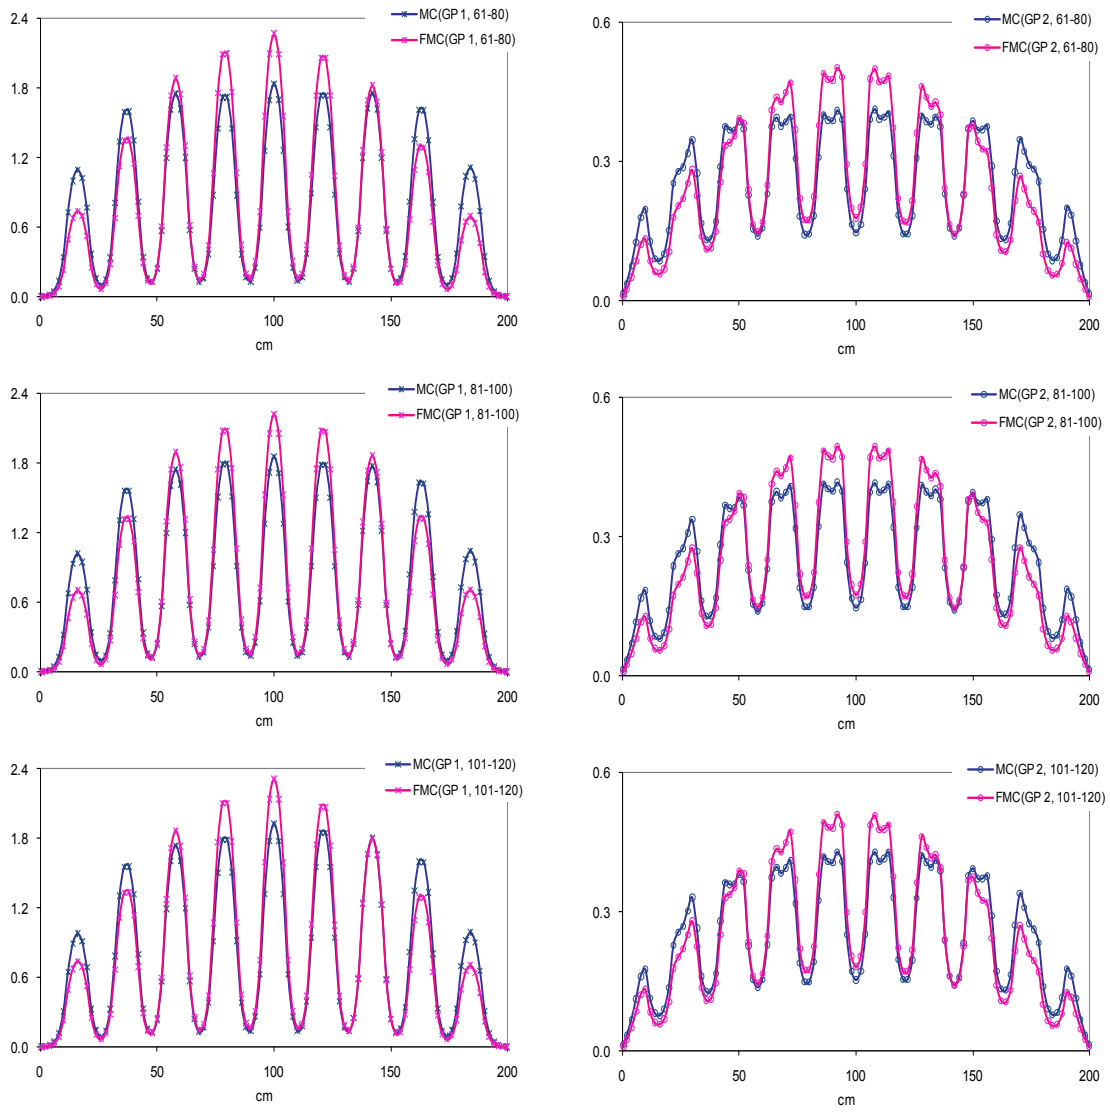 2.4
MC(GP 1, 61-80)
FMC(GP 1, 61-80)
1.8
1.2
0.6
0.0
0 50 100 150 200
cm
0.6
MC(GP 2, 61-80)
FMC(GP 2, 61-80)
0.3
0.0
0 50 100 150 200
cm
2.4
MC(GP 1, 81-100)
FMC(GP 1, 81-100)
1.8
1.2
0.6
0.0
0 50 100 150 200
cm
0.6
MC(GP 2, 81-100)
FMC(GP 2, 81-100)
0.3
0.0
0 50 100 150 200
cm
2.4
MC(GP 1, 101-120)
FMC(GP 1, 101-120)
1.8
1.2
0.6
0.0
0 50 100 150 200
cm
0.6
MC(GP 2, 101-120)
FMC(GP 2, 101-120)
0.3
0.0
0 50 100 150 200
cm